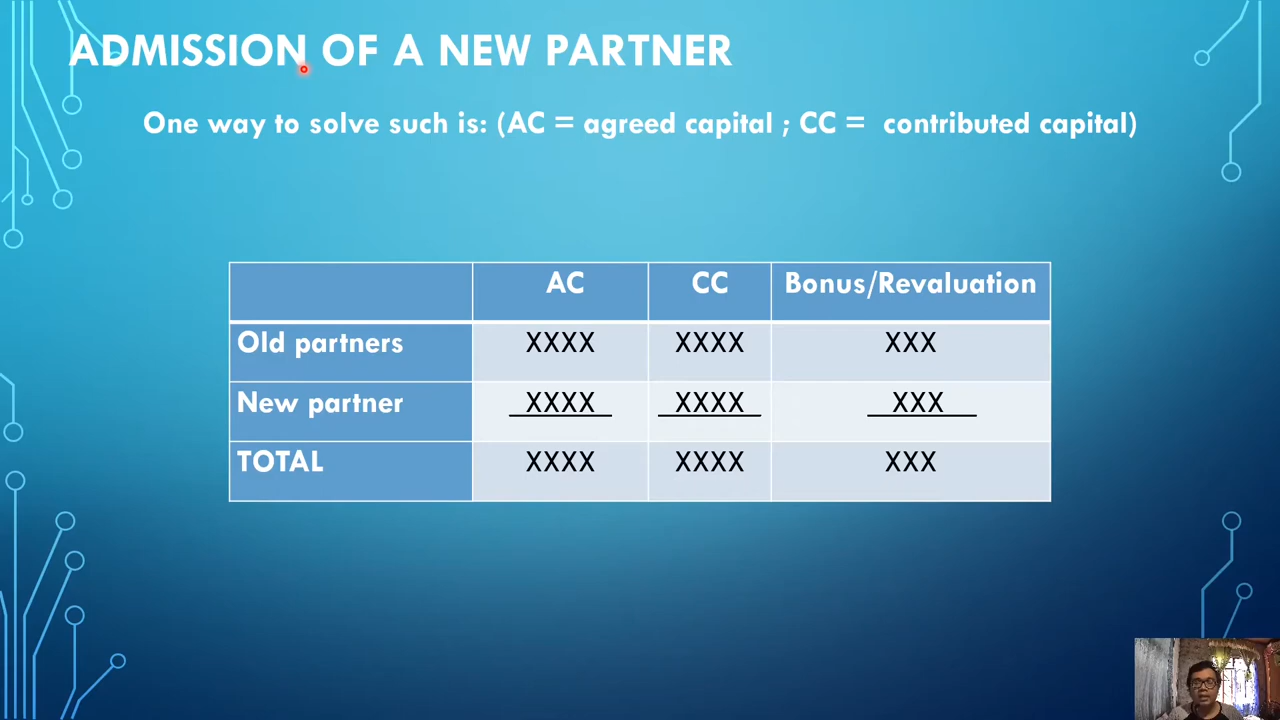 ADMISSION OF A NEW PARTNER
One way to solve such is: (AC = agreed capital ; CC = contributed capital)
AC CC Bonus/Revaluation
Old partners XXXX XXXX XXX
New partner XXXX XXXX XXX
TOTAL XXXX XXXX XXX